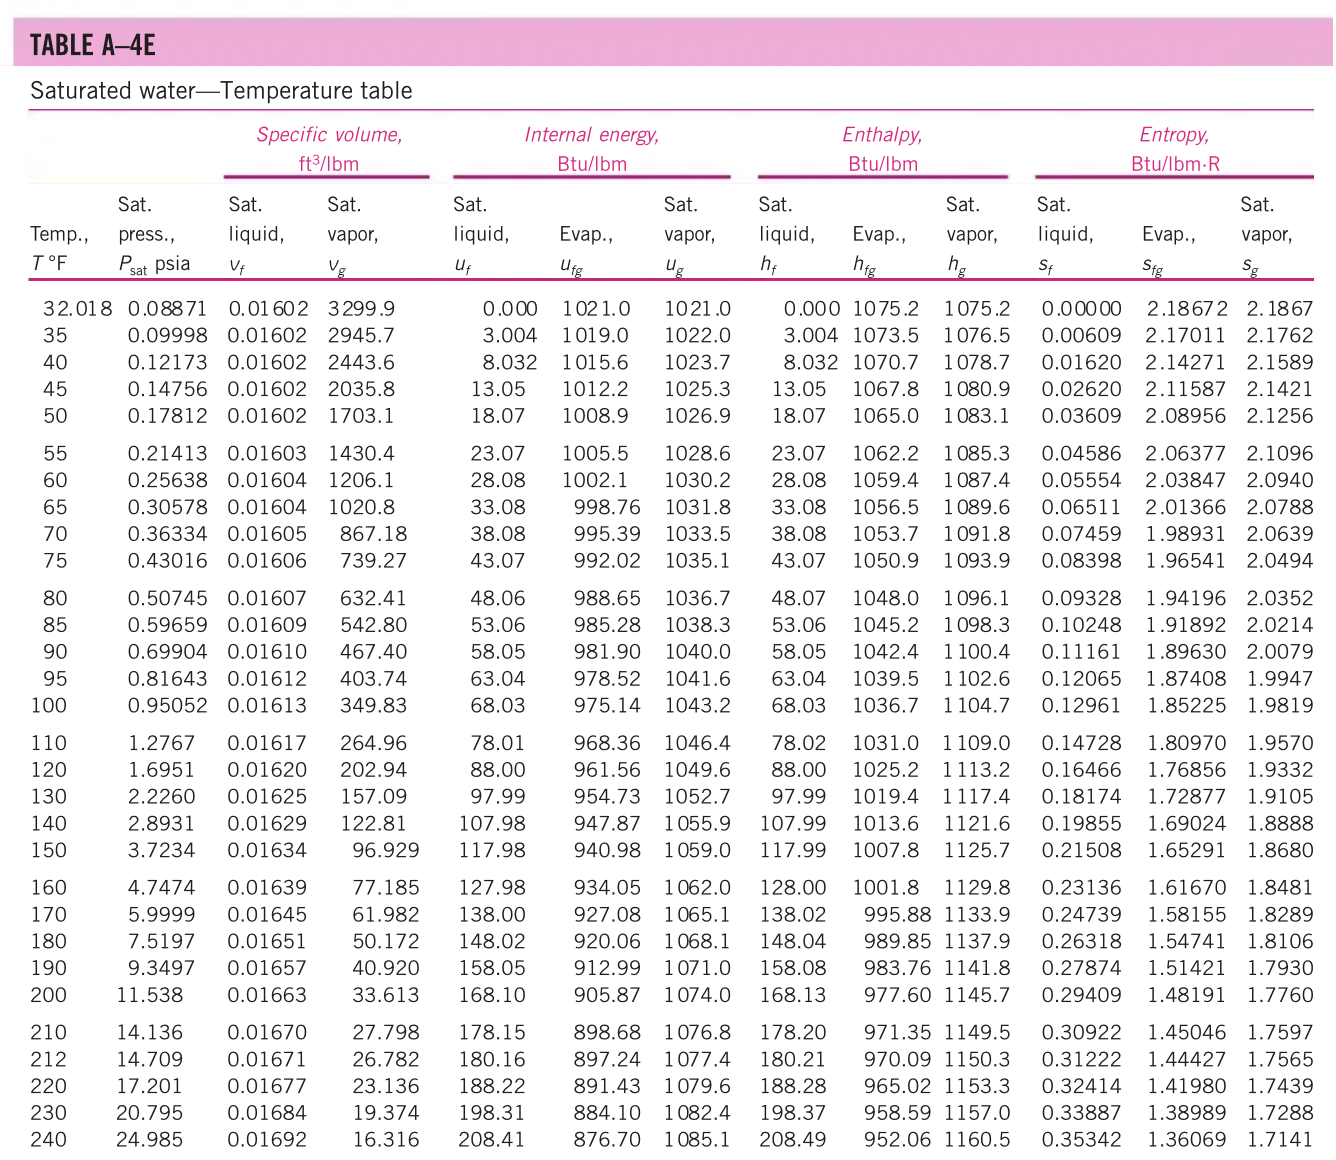 TABLE A–4E
Saturated water—Temperature table
Specific volume, Internal energy, Enthalpy, Entropy,
ft³/lbm Btu/lbm Btu/lbm Btu/lbm·R
Sat. Sat. Sat. Sat. Sat. Sat. Sat. Sat. Sat.
Temp., press., liquid, vapor, liquid, Evap., vapor, liquid, Evap., vapor, liquid, Evap., vapor,
T °F Psat psia vf vg uf ufg ug hf hfg hg sf sfg sg
32.018 0.08871 0.01602 3299.9 0.000 1021.0 1021.0 0.000 1075.2 1075.2 0.00000 2.18672 2.1867
35 0.09998 0.01602 2945.7 3.004 1019.0 1022.0 3.004 1073.5 1076.5 0.00609 2.17011 2.1762
40 0.12173 0.01602 2443.6 8.032 1015.6 1023.7 8.032 1070.7 1078.7 0.01620 2.14271 2.1589
45 0.14756 0.01602 2035.8 13.05 1012.2 1025.3 13.05 1067.8 1080.9 0.02620 2.11587 2.1421
50 0.17812 0.01602 1703.1 18.07 1008.9 1026.9 18.07 1065.0 1083.1 0.03609 2.08956 2.1256
55 0.21413 0.01603 1430.4 23.07 1005.5 1028.6 23.07 1062.2 1085.3 0.04586 2.06377 2.1096
60 0.25638 0.01604 1206.1 28.08 1002.1 1030.2 28.08 1059.4 1087.4 0.05554 2.03847 2.0940
65 0.30578 0.01604 1020.8 33.08 998.76 1031.8 33.08 1056.5 1089.6 0.06511 2.01366 2.0788
70 0.36334 0.01605 867.18 38.08 995.39 1033.5 38.08 1053.7 1091.8 0.07459 1.98931 2.0639
75 0.43016 0.01606 739.27 43.07 992.02 1035.1 43.07 1050.9 1093.9 0.08398 1.96541 2.0494
80 0.50745 0.01607 632.41 48.06 988.65 1036.7 48.07 1048.0 1096.1 0.09328 1.94196 2.0352
85 0.59659 0.01609 542.80 53.06 985.28 1038.3 53.06 1045.2 1098.3 0.10248 1.91892 2.0214
90 0.69904 0.01610 467.40 58.05 981.90 1040.0 58.05 1042.4 1100.4 0.11161 1.89630 2.0079
95 0.81643 0.01612 403.74 63.04 978.52 1041.6 63.04 1039.5 1102.6 0.12065 1.87408 1.9947
100 0.95052 0.01613 349.83 68.03 975.14 1043.2 68.03 1036.7 1104.7 0.12961 1.85225 1.9819
110 1.2767 0.01617 264.96 78.01 968.36 1046.4 78.02 1031.0 1109.0 0.14728 1.80970 1.9570
120 1.6951 0.01620 202.94 88.00 961.56 1049.6 88.00 1025.2 1113.2 0.16466 1.76856 1.9332
130 2.2260 0.01625 157.09 97.99 954.73 1052.7 97.99 1019.4 1117.4 0.18174 1.72877 1.9105
140 2.8931 0.01629 122.81 107.98 947.87 1055.9 107.99 1013.6 1121.6 0.19855 1.69024 1.8888
150 3.7234 0.01634 96.929 117.98 940.98 1059.0 117.99 1007.8 1125.7 0.21508 1.65291 1.8680
160 4.7474 0.01639 77.185 127.98 934.05 1062.0 128.00 1001.8 1129.8 0.23136 1.61670 1.8481
170 5.9999 0.01645 61.982 138.00 927.08 1065.1 138.02 995.88 1133.9 0.24739 1.58155 1.8289
180 7.5197 0.01651 50.172 148.02 920.06 1068.1 148.04 989.85 1137.9 0.26318 1.54741 1.8106
190 9.3497 0.01657 40.920 158.05 912.99 1071.0 158.08 983.76 1141.8 0.27874 1.51421 1.7930
200 11.538 0.01663 33.613 168.10 905.87 1074.0 168.13 977.60 1145.7 0.29409 1.48191 1.7760
210 14.136 0.01670 27.798 178.15 898.68 1076.8 178.20 971.35 1149.5 0.30922 1.45046 1.7597
212 14.709 0.01671 26.782 180.16 897.24 1077.4 180.21 970.09 1150.3 0.31222 1.44427 1.7565
220 17.201 0.01677 23.136 188.22 891.43 1079.6 188.28 965.02 1153.3 0.32414 1.41980 1.7439
230 20.795 0.01684 19.374 198.31 884.10 1082.4 198.37 958.59 1157.0 0.33887 1.38989 1.7288
240 24.985 0.01692 16.316 208.41 876.70 1085.1 208.49 952.06 1160.5 0.35342 1.36069 1.7141